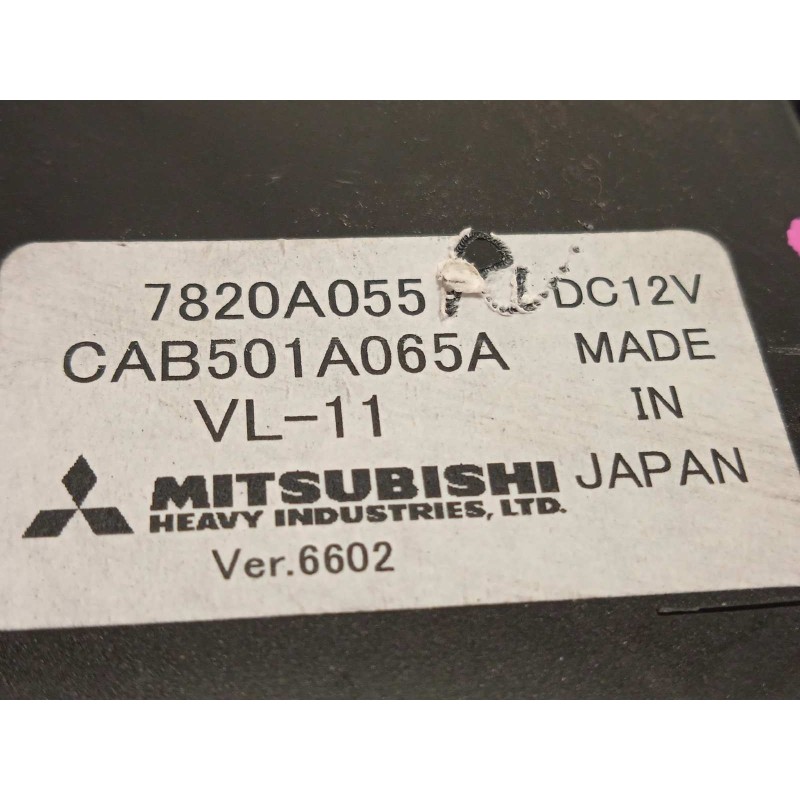 7820A055
CAB501A065A
VL-11
DC12V
MADE
IN
JAPAN
MITSUBISHI
HEAVY INDUSTRIES, LTD.
Ver.6602